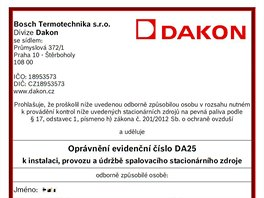 Bosch Termotechnika s.r.o.
Divize Dakon
se sídlem:
Průmyslová 372/1
Praha 10 - Štěrboholy
108 00
DAKON
IČO: 18953573
DIČ: CZ18953573
www.dakon.cz
Prohlašuje, že proškolil níže uvedenou odborně způsobilou osobu v rozsahu nutném
k provádění kontrol níže uvedených stacionárních zdrojů na pevná paliva podle
§ 17, odstavec 1, písmeno h) zákona č. 201/2012 Sb. o ochraně ovzduší
a uděluje
Oprávnění evidenční číslo DA25
k instalaci, provozu a údržbě spalovacího stacionárního zdroje
odborně způsobilé osobě:
Jméno: